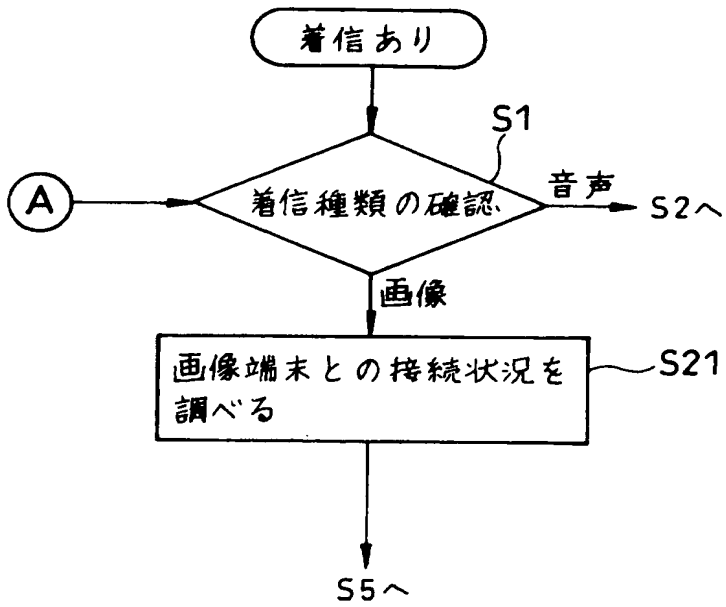 着信あり
S1
A
着信種類の確認
音声
S2へ
画像
画像端末との接続状況を
調べる
S21
S5へ